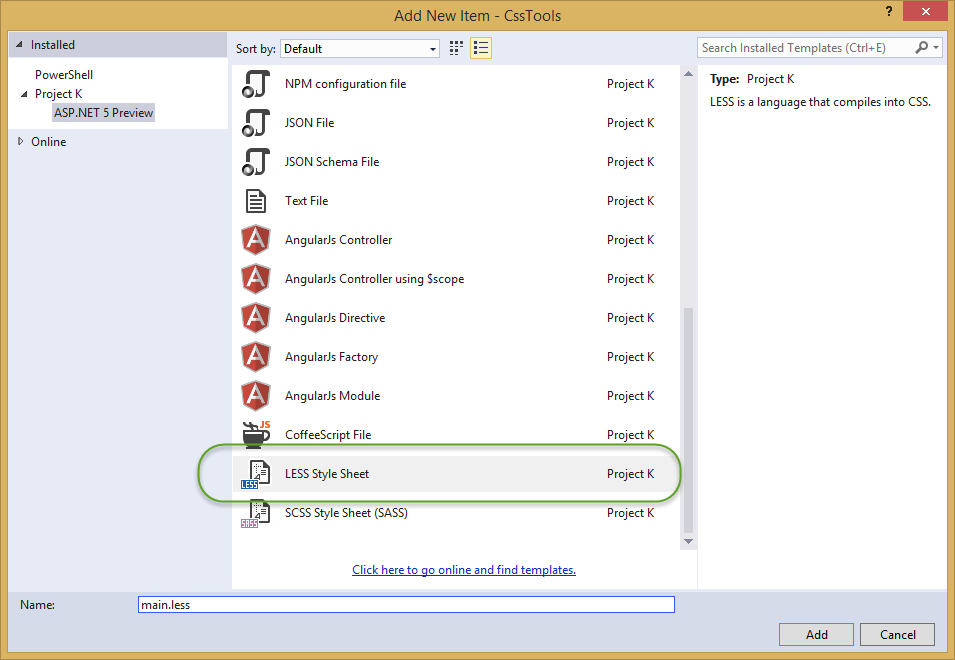 Add New Item - CssTools
?
Installed
PowerShell
Project K
ASP.NET 5 Preview
Online
Sort by: Default
Search Installed Templates (Ctrl+E)
NPM configuration file Project K
JSON File Project K
JSON Schema File Project K
Text File Project K
A AngularJs Controller Project K
A AngularJs Controller using $scope Project K
A AngularJs Directive Project K
A AngularJs Factory Project K
A AngularJs Module Project K
JS CoffeeScript File Project K
LESS LESS Style Sheet Project K
SASS SCSS Style Sheet (SASS) Project K
Click here to go online and find templates.
Type: Project K
LESS is a language that compiles into CSS.
Name: main.less
Add Cancel